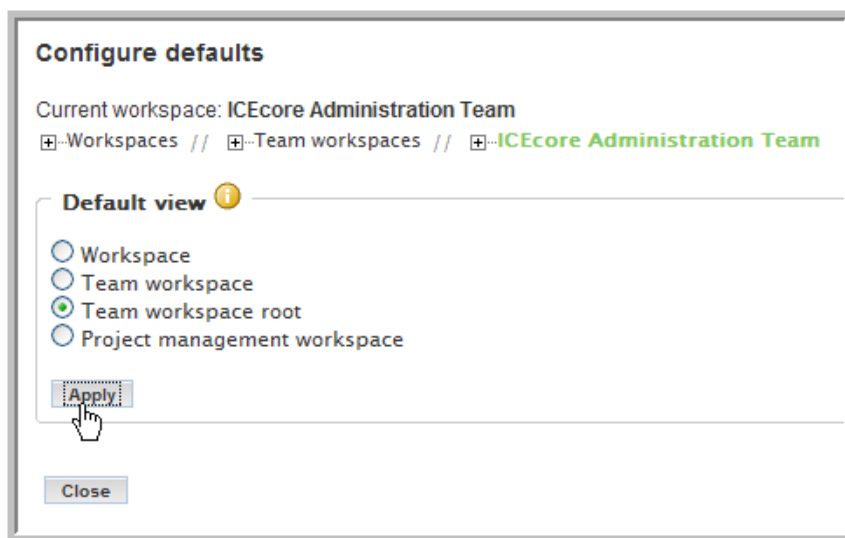 Configure defaults
Current workspace: ICEcore Administration Team
Workspaces // Team workspaces // ICEcore Administration Team
Default view
Workspace
Team workspace
Team workspace root
Project management workspace
Apply
Close